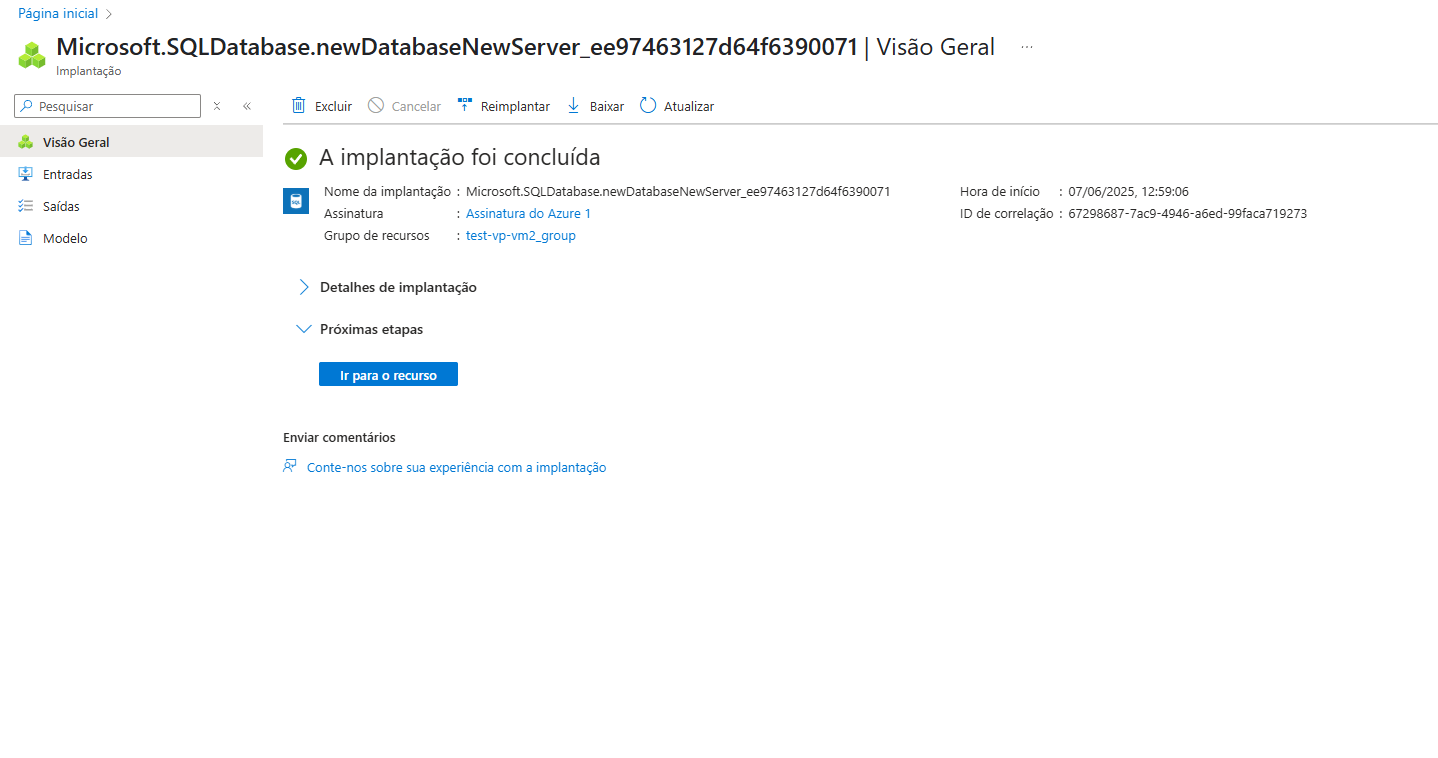 Página inicial
Microsoft.SQLDatabase.newDatabaseNewServer_ee97463127d64f6390071 | Visão Geral ...
Implantação
Pesquisar
Excluir Cancelar Reimplantar Baixar Atualizar
Visão Geral
Entradas
Saídas
Modelo
A implantação foi concluída
Nome da implantação : Microsoft.SQLDatabase.newDatabaseNewServer_ee97463127d64f6390071
Assinatura : Assinatura do Azure 1
Grupo de recursos : test-vp-vm2_group
Hora de início : 07/06/2025, 12:59:06
ID de correlação : 67298687-7ac9-4946-a6ed-99faca719273
Detalhes de implantação
Próximas etapas
Ir para o recurso
Enviar comentários
Conte-nos sobre sua experiência com a implantação